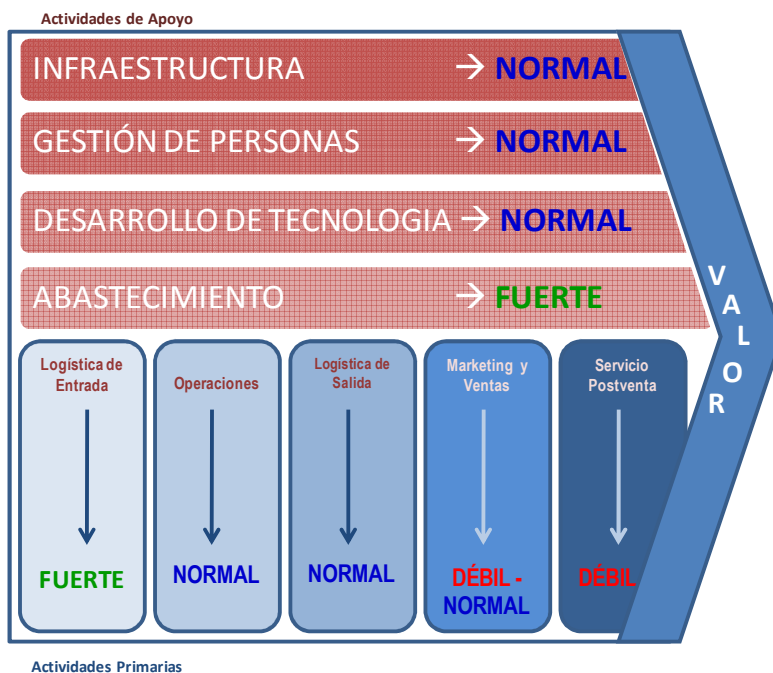 Actividades de Apoyo
INFRAESTRUCTURA → NORMAL
GESTIÓN DE PERSONAS → NORMAL
DESARROLLO DE TECNOLOGIA → NORMAL
ABASTECIMIENTO → FUERTE
VALOR
Logística de
Entrada
FUERTE
Operaciones
NORMAL
Logística de
Salida
NORMAL
Marketing y
Ventas
DÉBIL -
NORMAL
Servicio
Postventa
DÉBIL
Actividades Primarias